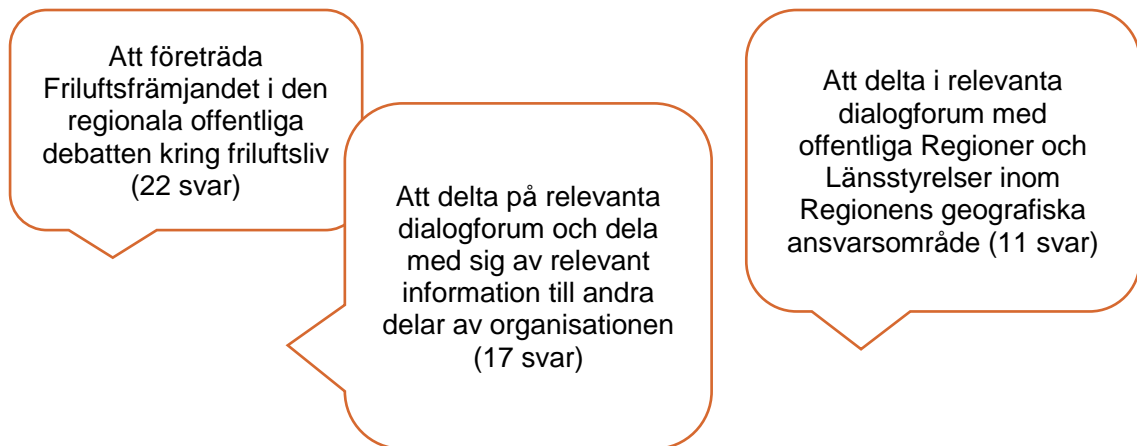 Att företräda
Friluftsfrämjandet i den
regionala offentliga
debatten kring friluftsliv
(22 svar)
Att delta på relevanta
dialogforum och dela
med sig av relevant
information till andra
delar av organisationen
(17 svar)
Att delta i relevanta
dialogforum med
offentliga Regioner och
Länsstyrelser inom
Regionens geografiska
ansvarsområde (11 svar)